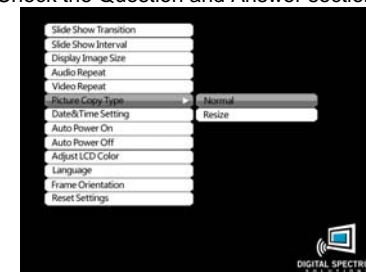 Check the Question and Answer section
Slide Show Transition
Slide Show Interval
Display Image Size
Audio Repeat
Video Repeat
Picture Copy Type
Normal
Date&Time Setting
Resize
Auto Power On
Auto Power Off
Adjust LCD Color
Language
Frame Orientation
Reset Settings
DIGITAL SPECTR
SOLUTION